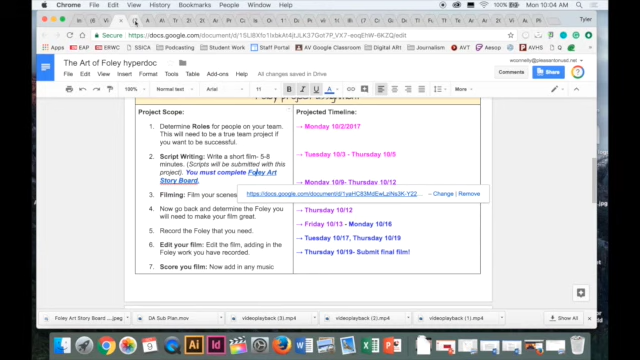 Chrome File Edit View History Bookmarks People Window Help
100% Mon 10:04 AM
Tyler
Secure https://docs.google.com/document/d/
Apps EAP ERWC SSICA Academics Student Work Staff Portal AV Google Classroom Digital Art Journalism AVT Aesop Other Bookmarks
The Art of Foley hyperdoc
wconnelly@pleasantonusd.net
File Edit View Insert Format Tools Table Add-ons Help All changes saved in Drive
Comments Share
100% Normal text Arial 10 B I U A More
Project Scope:
Projected Timeline:
1. Determine Roles for people on your team.
This will need to be a true team project if
you want to be successful.
→ Monday 10/2/2017
2. Script Writing: Write a short film- 5-8
minutes. (Scripts will be submitted with this
project). You must complete Foley Art
Story Board.
→ Tuesday 10/3 - Thursday 10/5
→ Monday 10/9- Thursday 10/12
– Change | Remove
3. Filming: Film your scenes
4. Now go back and determine the Foley you
will need to make your film great.
→ Thursday 10/12
5. Record the Foley that you need.
→ Friday 10/13 - Monday 10/16
6. Edit your film: Edit the film, adding in the
Foley work you have recorded.
→ Tuesday 10/17, Thursday 10/19
7. Score you film: Now add in any music
→ Thursday 10/19- Submit final film!
Foley Art Story Board ....jpeg
DA Sub Plan.mov
videoplayback (3).mp4
videoplayback (2).mp4
videoplayback (1).mp4
Show All